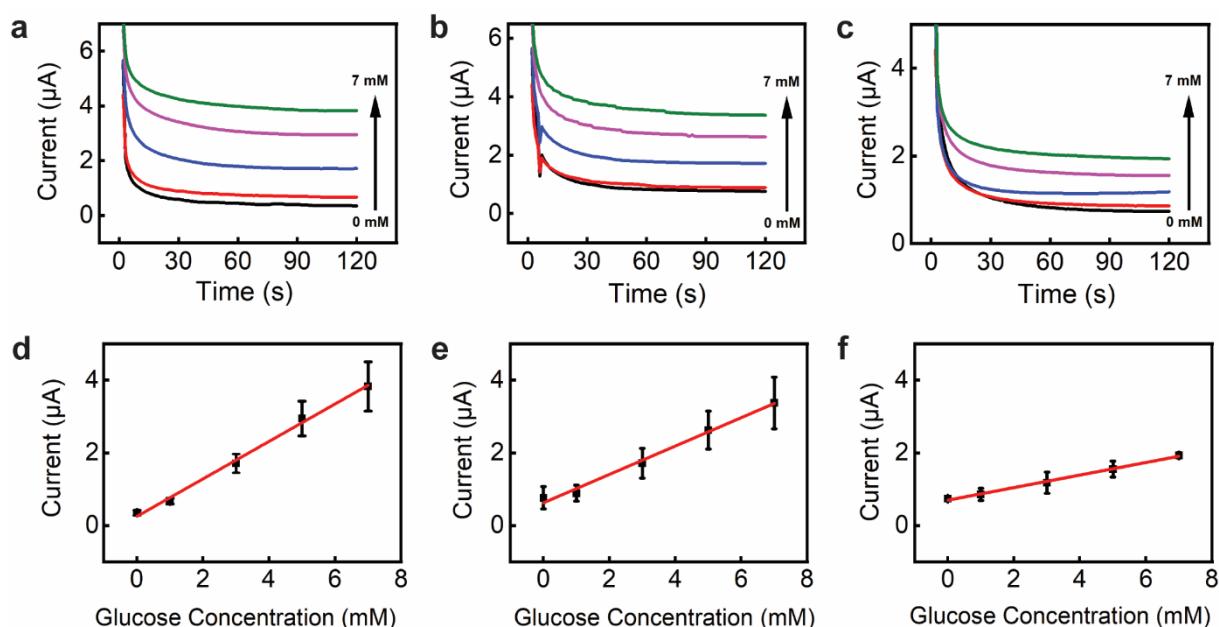 a
Current (µA)
6
4
2
0
7 mM
0 mM
0 30 60 90 120
Time (s)
b
Current (µA)
6
4
2
0
7 mM
0 mM
0 30 60 90 120
Time (s)
c
Current (µA)
4
2
0
7 mM
0 mM
0 30 60 90 120
Time (s)
d
Current (µA)
4
2
0
0 2 4 6 8
Glucose Concentration (mM)
e
Current (µA)
4
2
0
0 2 4 6 8
Glucose Concentration (mM)
f
Current (µA)
4
2
0
0 2 4 6 8
Glucose Concentration (mM)